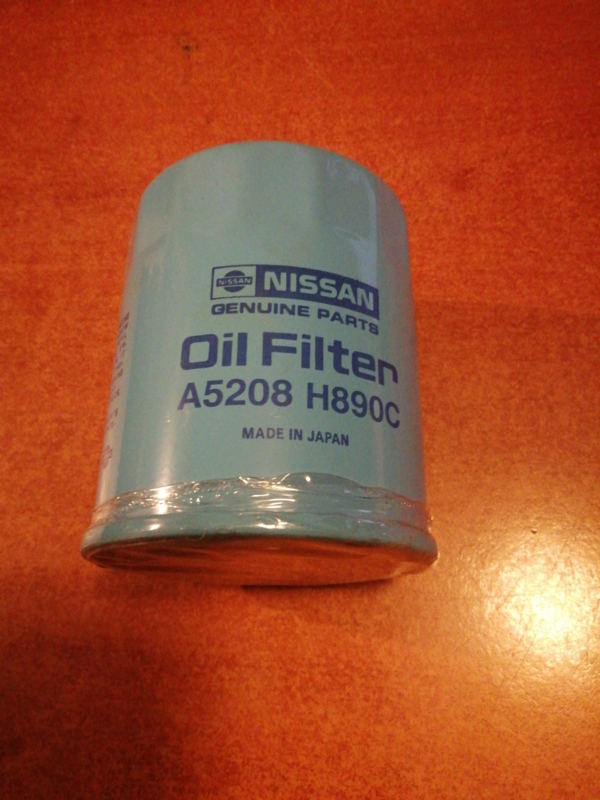 NISSAN NISSAN
GENUINE PARTS
Oil Filter
A5208 H890C
MADE IN JAPAN